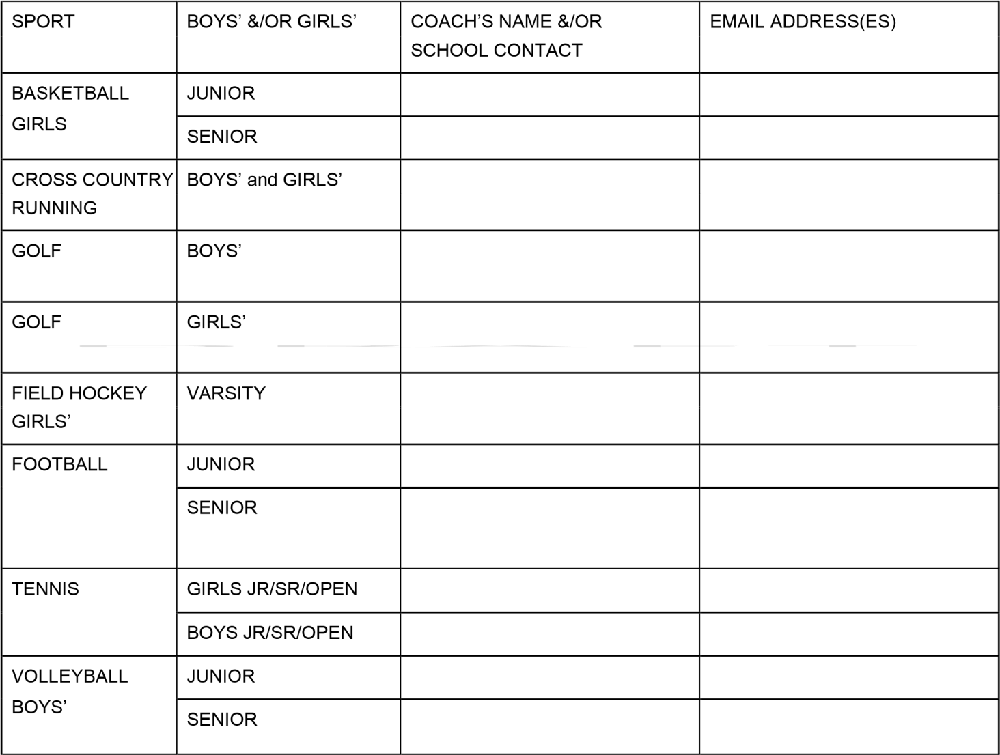 SPORT
BOYS’ &/OR GIRLS’
COACH’S NAME &/OR
SCHOOL CONTACT
EMAIL ADDRESS(ES)
BASKETBALL
GIRLS
JUNIOR
SENIOR
CROSS COUNTRY
RUNNING
BOYS’ and GIRLS’
GOLF
BOYS’
GOLF
GIRLS’
FIELD HOCKEY
GIRLS’
VARSITY
FOOTBALL
JUNIOR
SENIOR
TENNIS
GIRLS JR/SR/OPEN
BOYS JR/SR/OPEN
VOLLEYBALL
BOYS’
JUNIOR
SENIOR